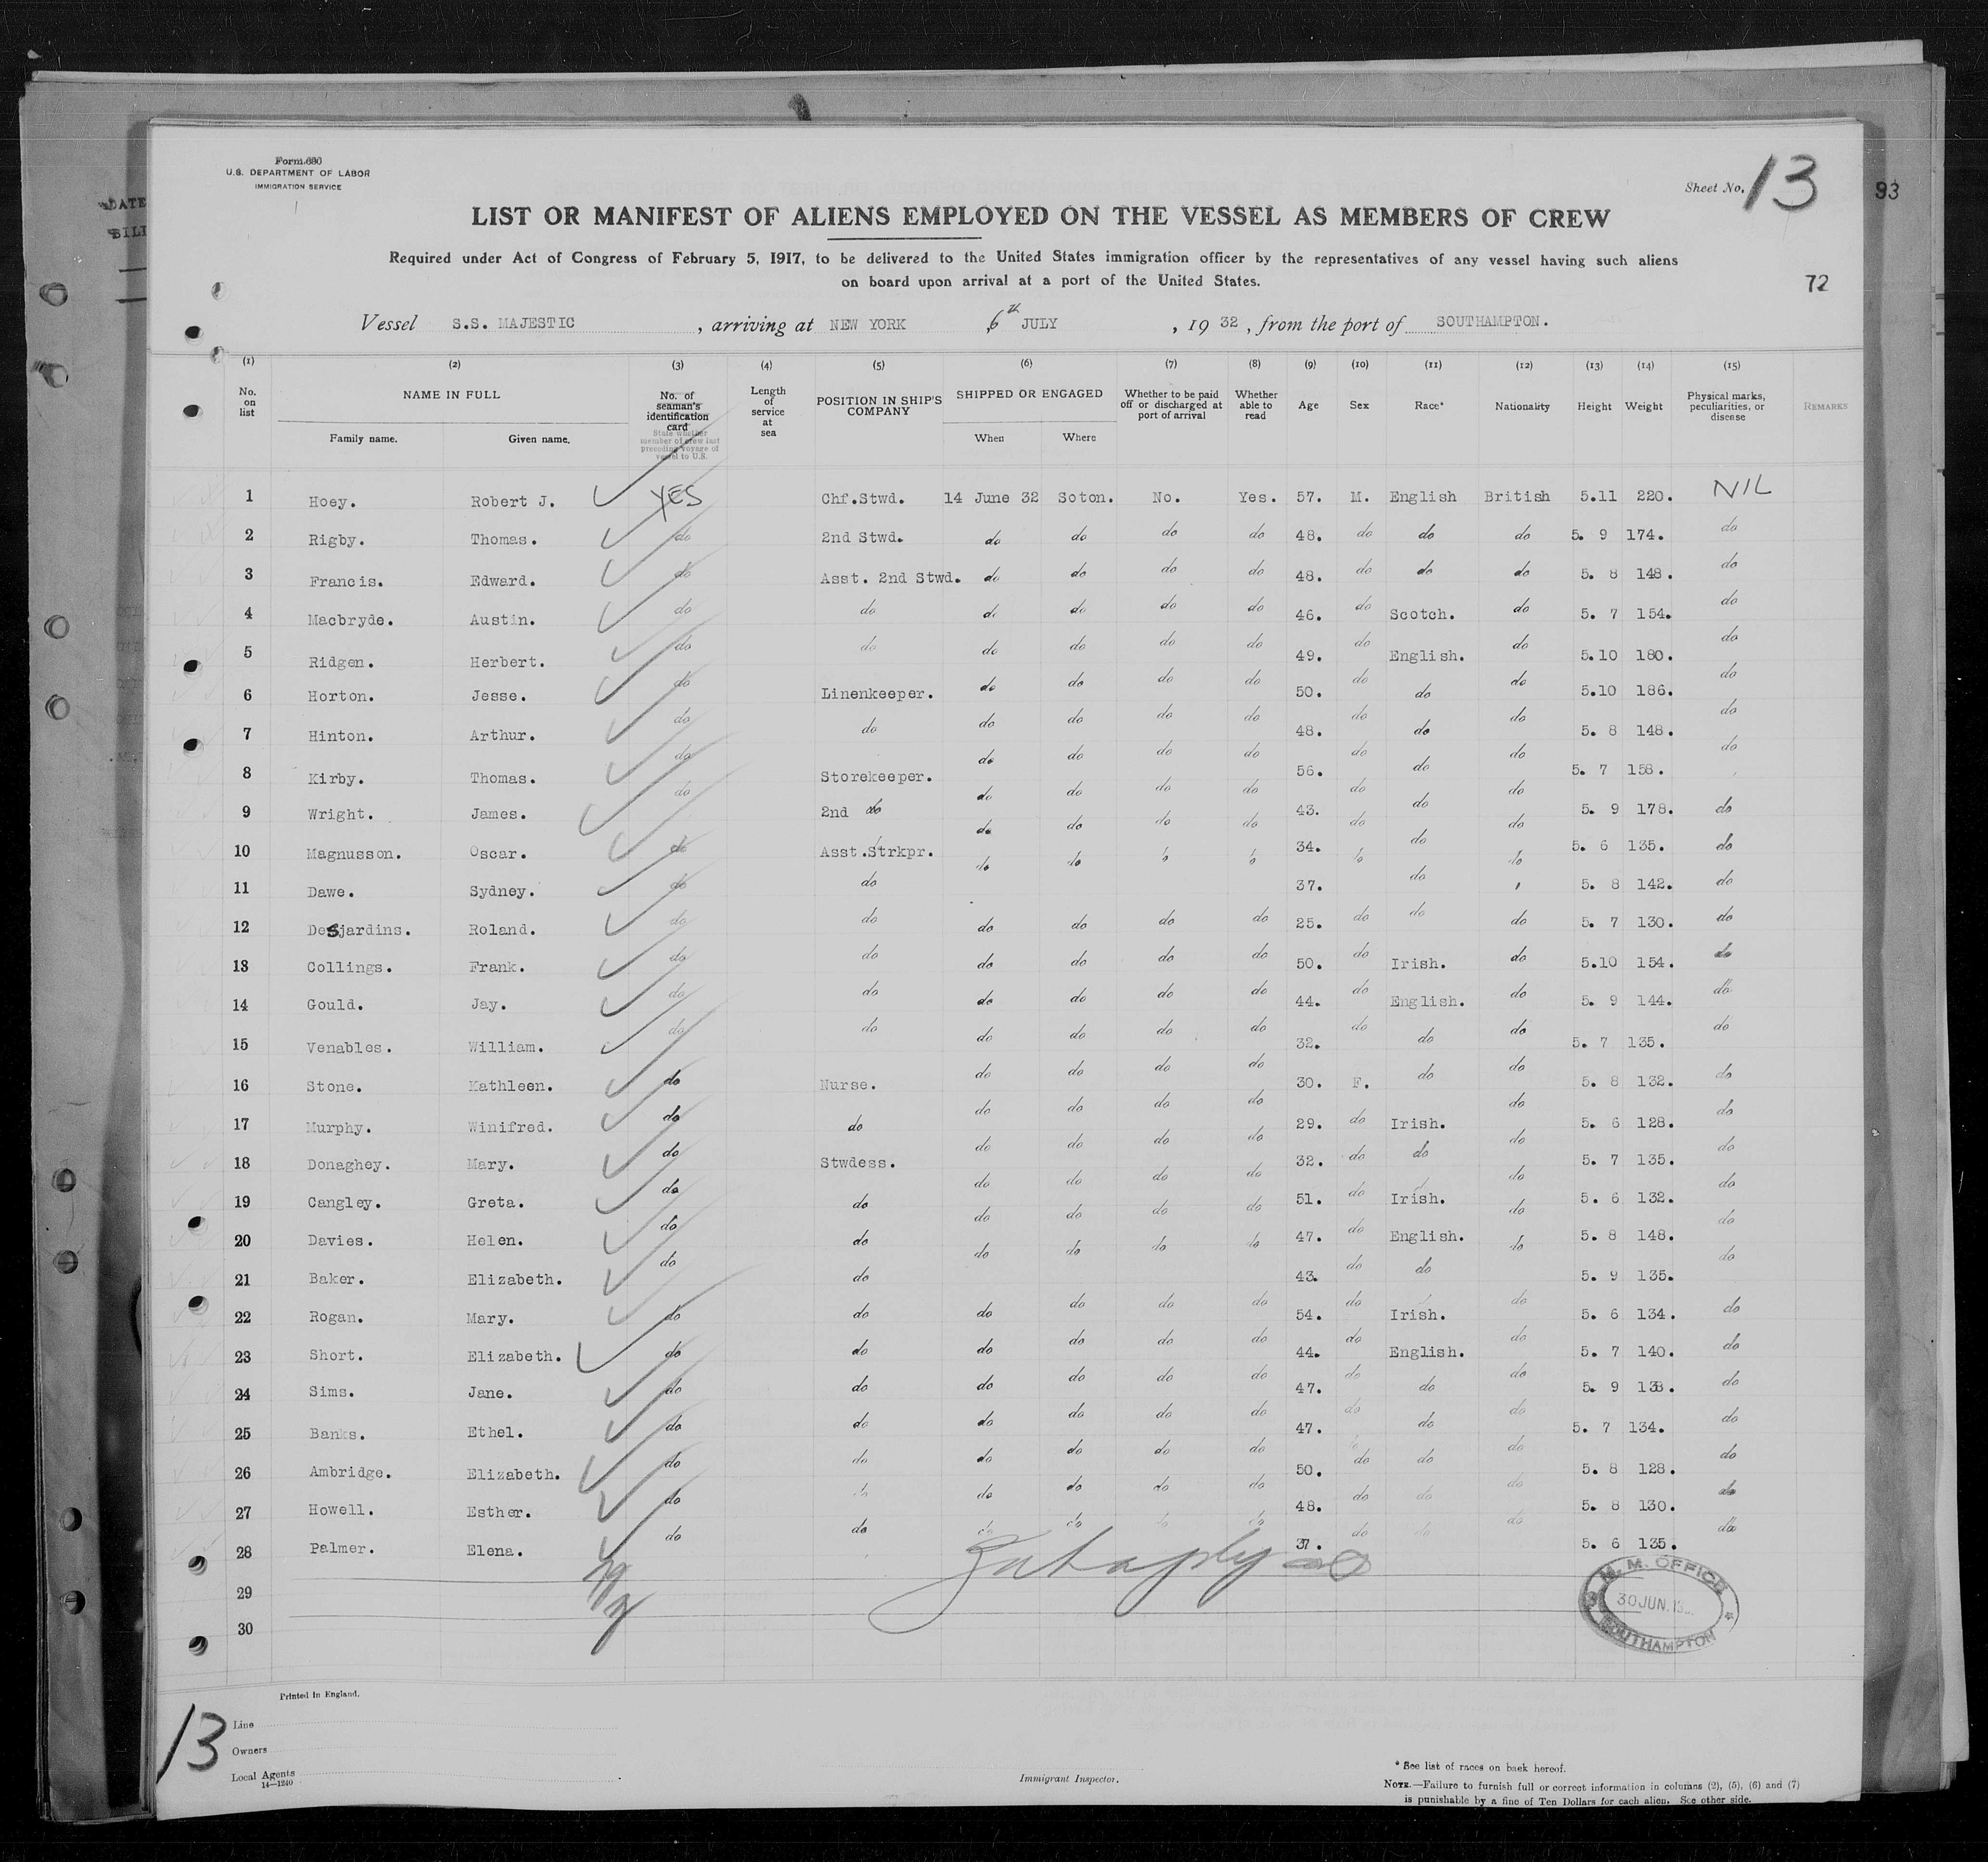 Form 680
U.S. DEPARTMENT OF LABOR
IMMIGRATION SERVICE
Sheet No. 13
93
LIST OR MANIFEST OF ALIENS EMPLOYED ON THE VESSEL AS MEMBERS OF CREW
Required under Act of Congress of February 5, 1917, to be delivered to the United States immigration officer by the representatives of any vessel having such aliens
on board upon arrival at a port of the United States.
72
Vessel S.S. MAJESTIC, arriving at NEW YORK 6th JULY, 19 32, from the port of SOUTHAMPTON.
(1) (2) (3) (4) (5) (6) (7) (8) (9) (10) (11) (12) (13) (14) (15)
No. on list NAME IN FULL Family name. Given name. No. of seaman's identification card State whether member of crew last preceding voyage of vessel to U.S. Length of service at sea POSITION IN SHIP'S COMPANY SHIPPED OR ENGAGED When Where Whether to be paid off or discharged at port of arrival Whether able to read Age Sex Race* Nationality Height Weight Physical marks, peculiarities, or disease REMARKS
1 Hoey. Robert J. YES Chf.Stwd. 14 June 32 Soton. No. Yes. 57. M. English British 5.11 220. NIL
2 Rigby. Thomas. do 2nd Stwd. do do do do 48. do do do 5. 9 174. do
3 Francis. Edward. do Asst. 2nd Stwd. do do do do 48. do do do 5. 8 148. do
4 Macbryde. Austin. do do do do do do 46. do Scotch. do 5. 7 154. do
5 Ridgen. Herbert. do do do do do do 49. do English. do 5.10 180. do
6 Horton. Jesse. do Linenkeeper. do do do do 50. do do do 5.10 186. do
7 Hinton. Arthur. do do do do do do 48. do do do 5. 8 148. do
8 Kirby. Thomas. do Storekeeper. do do do do 56. do do do 5. 7 158. do
9 Wright. James. do 2nd do do do do do 43. do do do 5. 9 178. do
10 Magnusson. Oscar. do Asst.Strkpr. do do do do 34. do do do 5. 6 135. do
11 Dawe. Sydney. do do do do do do 37. do do do 5. 8 142. do
12 Desjardins. Roland. do do do do do do 25. do do do 5. 7 130. do
13 Collings. Frank. do do do do do do 50. do Irish. do 5.10 154. do
14 Gould. Jay. do do do do do do 44. do English. do 5. 9 144. do
15 Venables. William. do do do do do do 32. do do do 5. 7 135. do
16 Stone. Kathleen. do Nurse. do do do do 30. F. do do 5. 8 132. do
17 Murphy. Winifred. do do do do do do 29. do Irish. do 5. 6 128. do
18 Donaghey. Mary. do Stwdess. do do do do 32. do do do 5. 7 135. do
19 Cangley. Greta. do do do do do do 51. do Irish. do 5. 6 132. do
20 Davies. Helen. do do do do do do 47. do English. do 5. 8 148. do
21 Baker. Elizabeth. do do do do do do 43. do do do 5. 9 135. do
22 Rogan. Mary. do do do do do do 54. do Irish. do 5. 6 134. do
23 Short. Elizabeth. do do do do do do 44. do English. do 5. 7 140. do
24 Sims. Jane. do do do do do do 47. do do do 5. 9 138. do
25 Banks. Ethel. do do do do do do 47. do do do 5. 7 134. do
26 Ambridge. Elizabeth. do do do do do do 50. do do do 5. 8 128. do
27 Howell. Esther. do do do do do do 48. do do do 5. 8 130. do
28 Palmer. Elena. do do do do do do 37. do do do 5. 6 135. do
29
30
M. M. OFFICE
30 JUN. 19
SOUTHAMPTON
Printed in England.
13
Line
Owners
Local Agents
14—1240
Immigrant Inspector.
* See list of races on back hereof.
NOTE.—Failure to furnish full or correct information in columns (2), (5), (6) and (7)
is punishable by a fine of Ten Dollars for each alien. See other side.